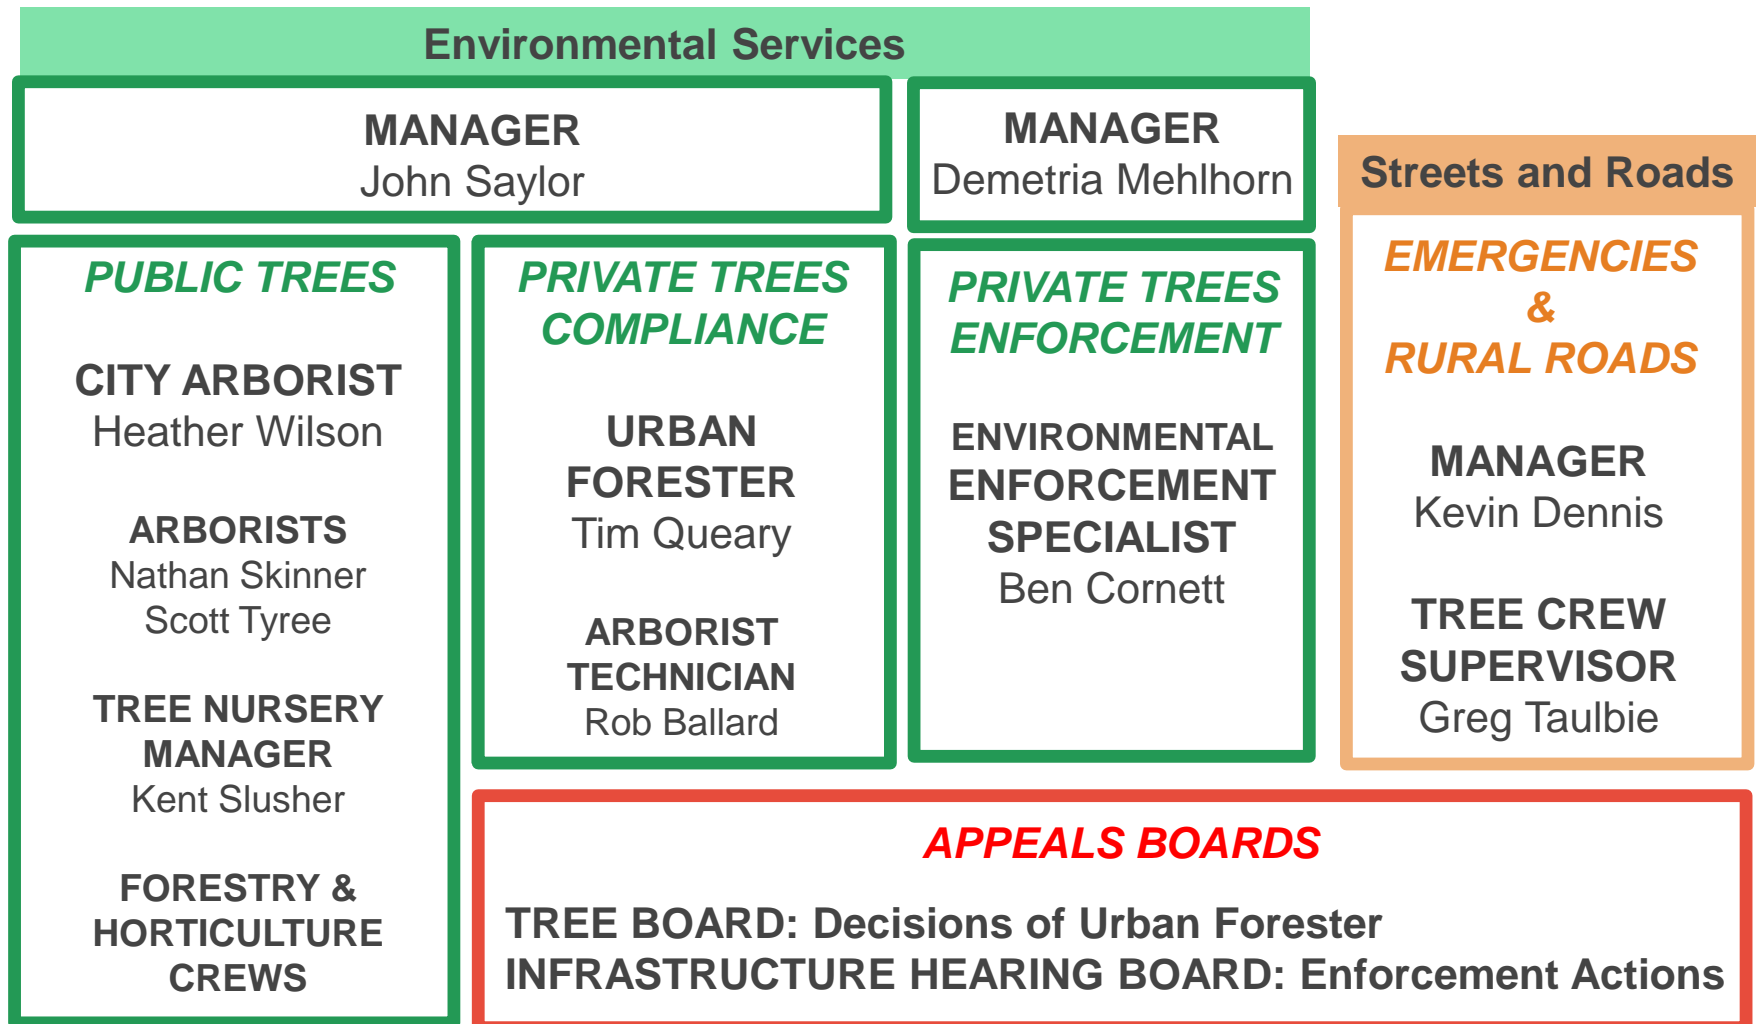 Environmental Services
MANAGER
John Saylor
MANAGER
Demetria Mehlhorn
PUBLIC TREES
CITY ARBORIST
Heather Wilson
ARBORISTS
Nathan Skinner
Scott Tyree
TREE NURSERY
MANAGER
Kent Slusher
FORESTRY &
HORTICULTURE
CREWS
PRIVATE TREES
COMPLIANCE
URBAN
FORESTER
Tim Queary
ARBORIST
TECHNICIAN
Rob Ballard
PRIVATE TREES
ENFORCEMENT
ENVIRONMENTAL
ENFORCEMENT
SPECIALIST
Ben Cornett
Streets and Roads
EMERGENCIES
&
RURAL ROADS
MANAGER
Kevin Dennis
TREE CREW
SUPERVISOR
Greg Taulbie
APPEALS BOARDS
TREE BOARD: Decisions of Urban Forester
INFRASTRUCTURE HEARING BOARD: Enforcement Actions